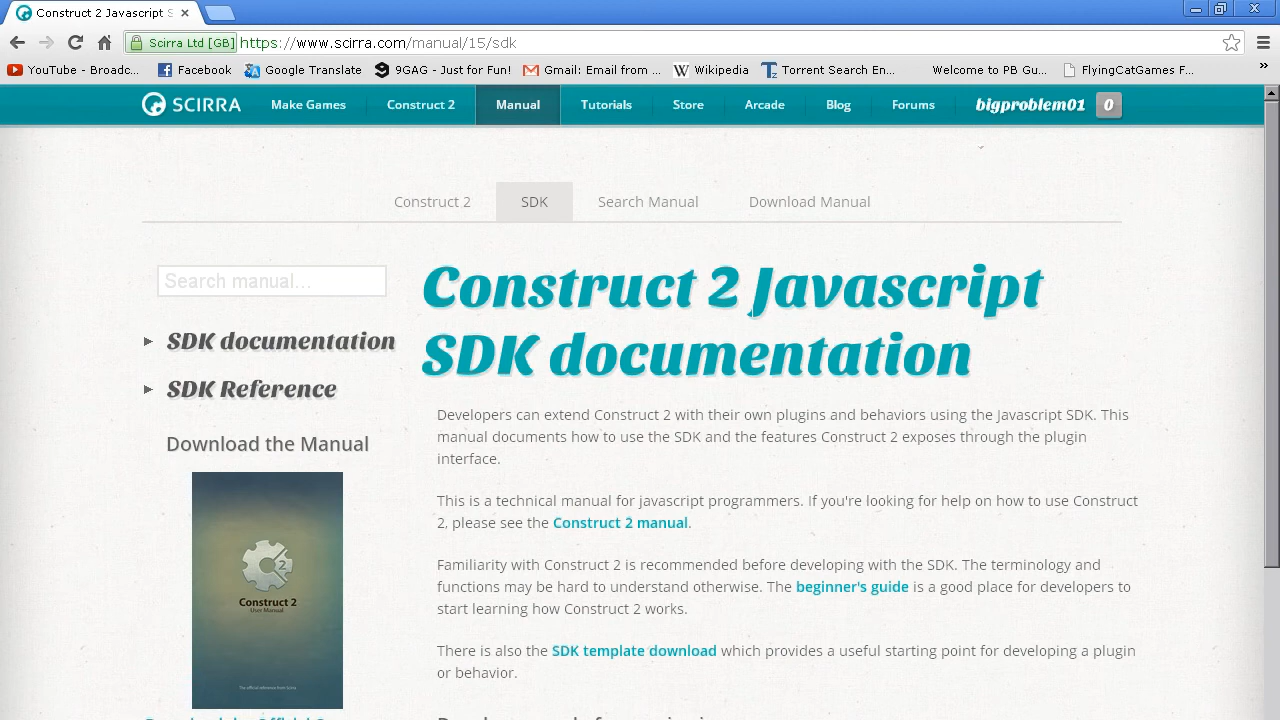 Construct 2 Javascript S
Scirra Ltd [GB] https://www.scirra.com/manual/15/sdk
YouTube - Broadc... Facebook Google Translate 9GAG - Just for Fun! Gmail: Email from ... Wikipedia Torrent Search En... Welcome to PB Gu... FlyingCatGames F... »
SCIRRA Make Games Construct 2 Manual Tutorials Store Arcade Blog Forums bigproblem01 0
Construct 2 SDK Search Manual Download Manual
Search manual...
SDK documentation
SDK Reference
Download the Manual
2
Construct 2
User Manual
The official reference from Scirra
Construct 2 Javascript
SDK documentation
Developers can extend Construct 2 with their own plugins and behaviors using the Javascript SDK. This
manual documents how to use the SDK and the features Construct 2 exposes through the plugin
interface.
This is a technical manual for javascript programmers. If you're looking for help on how to use Construct
2, please see the Construct 2 manual.
Familiarity with Construct 2 is recommended before developing with the SDK. The terminology and
functions may be hard to understand otherwise. The beginner's guide is a good place for developers to
start learning how Construct 2 works.
There is also the SDK template download which provides a useful starting point for developing a plugin
or behavior.